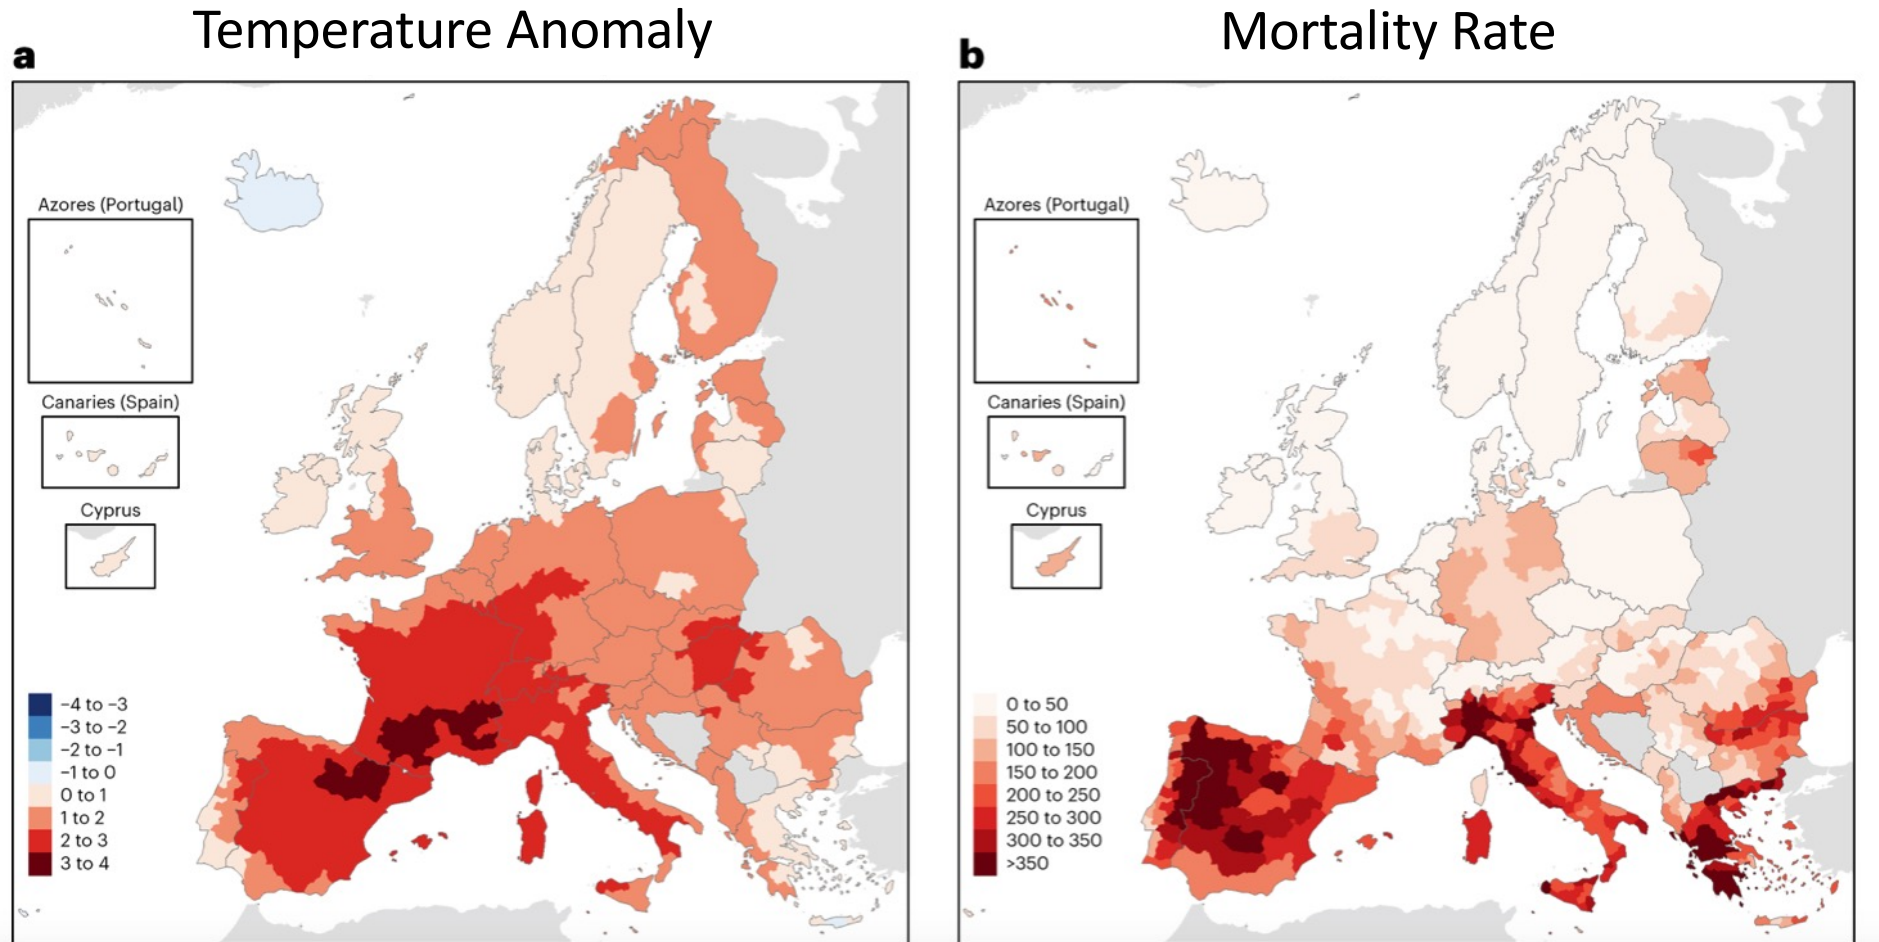 Temperature Anomaly
a
Azores (Portugal)
Canaries (Spain)
Cyprus
−4 to −3
−3 to −2
−2 to −1
−1 to 0
0 to 1
1 to 2
2 to 3
3 to 4
Mortality Rate
b
Azores (Portugal)
Canaries (Spain)
Cyprus
0 to 50
50 to 100
100 to 150
150 to 200
200 to 250
250 to 300
300 to 350
>350